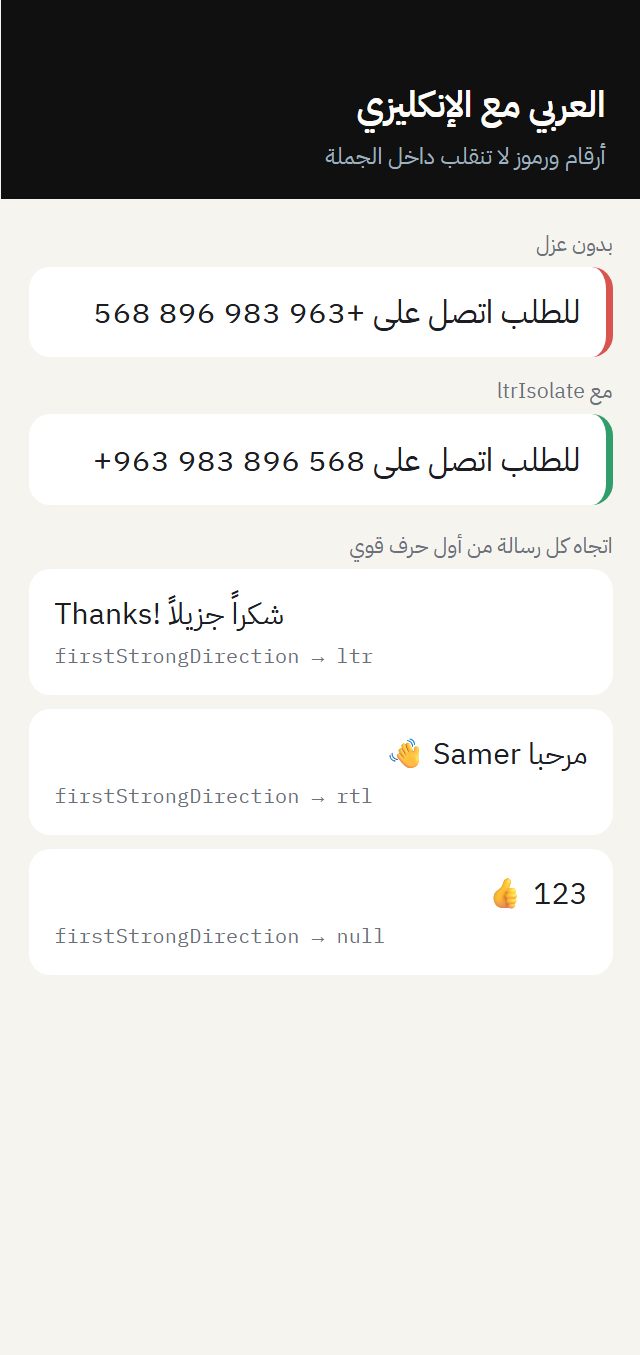 العربي مع الإنكليزي
أرقام ورموز لا تنقلب داخل الجملة
بدون عزل
للطلب اتصل على +963 983 896 568
مع ltrIsolate
للطلب اتصل على ⁦+963 983 896 568⁩
اتجاه كل رسالة من أول حرف قوي
Thanks! شكراً جزيلاً
firstStrongDirection → ltr
مرحبا Samer 👋
firstStrongDirection → rtl
123 👍
firstStrongDirection → null